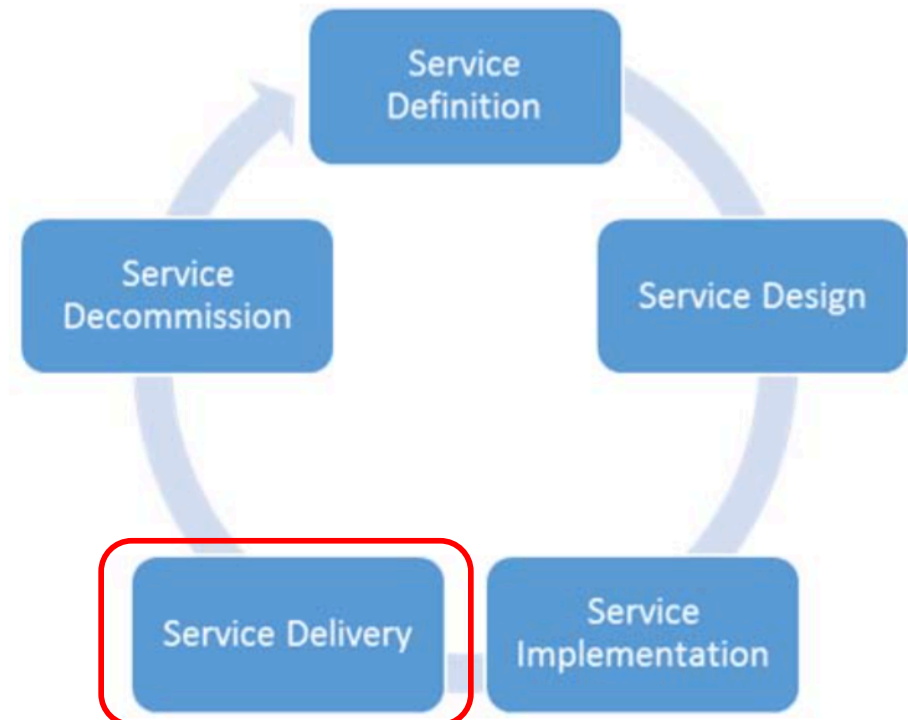 Service
Definition
Service Design
Service
Implementation
Service Delivery
Service
Decommission